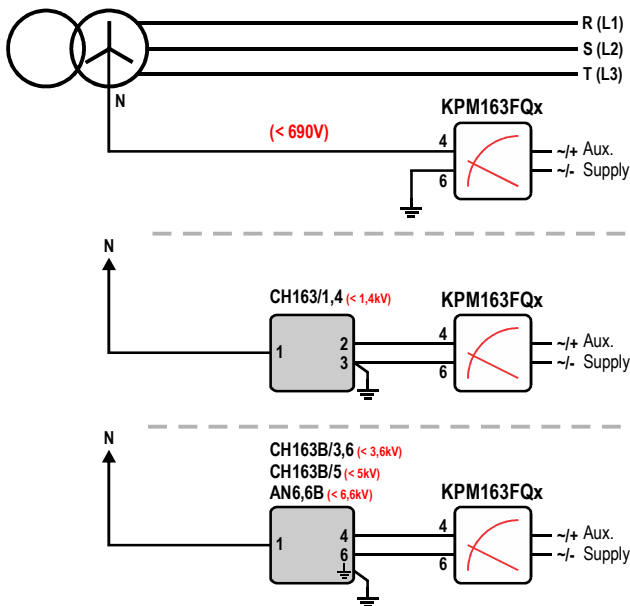 R (L1)
S (L2)
T (L3)
N
KPM163FQx
(< 690V)
4
~/+ Aux.
6
~/- Supply
N
CH163/1,4 (< 1,4kV)
KPM163FQx
1
2
4
~/+ Aux.
3
6
~/- Supply
N
CH163B/3,6 (< 3,6kV)
CH163B/5 (< 5kV)
AN6,6B (< 6,6kV)
KPM163FQx
1
4
4
~/+ Aux.
6
6
~/- Supply